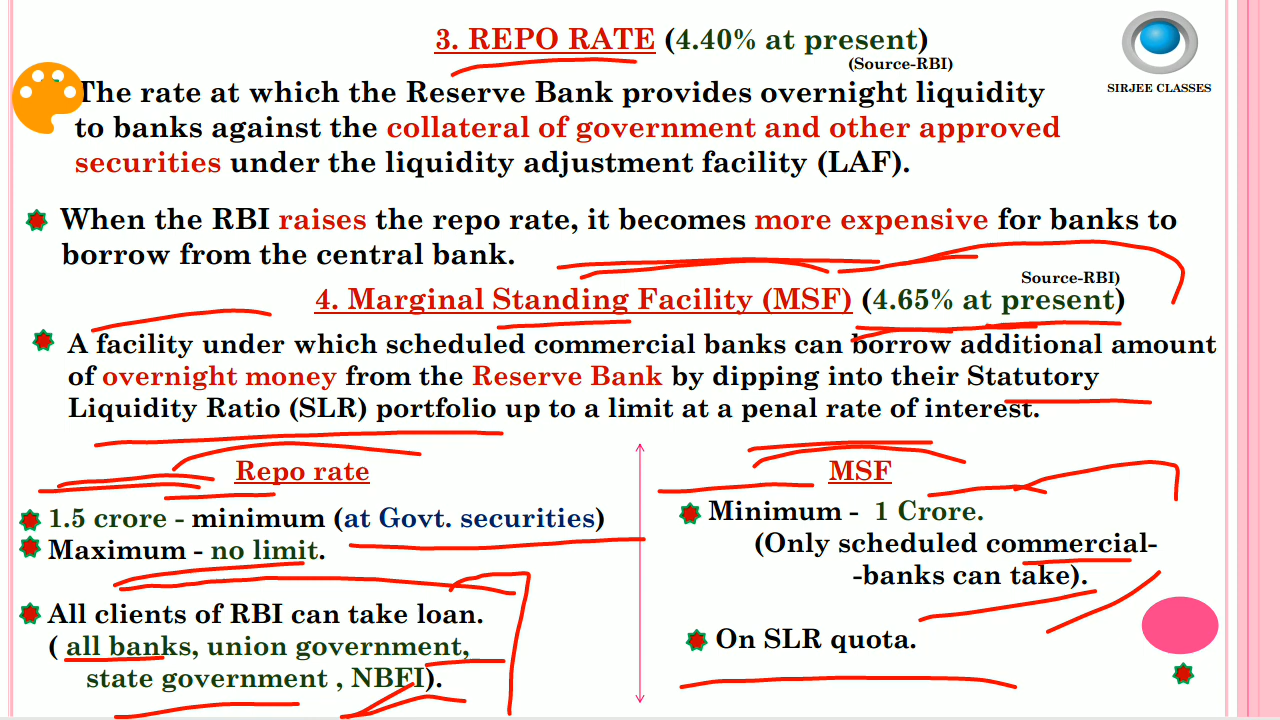 3. REPO RATE (4.40% at present)
(Source-RBI)
SIRJEE CLASSES
The rate at which the Reserve Bank provides overnight liquidity
to banks against the collateral of government and other approved
securities under the liquidity adjustment facility (LAF).
When the RBI raises the repo rate, it becomes more expensive for banks to
borrow from the central bank.
Source-RBI)
4. Marginal Standing Facility (MSF) (4.65% at present)
A facility under which scheduled commercial banks can borrow additional amount
of overnight money from the Reserve Bank by dipping into their Statutory
Liquidity Ratio (SLR) portfolio up to a limit at a penal rate of interest.
Repo rate
1.5 crore - minimum (at Govt. securities)
Maximum - no limit.
All clients of RBI can take loan.
( all banks, union government,
state government , NBFI).
MSF
Minimum - 1 Crore.
(Only scheduled commercial-
-banks can take).
On SLR quota.